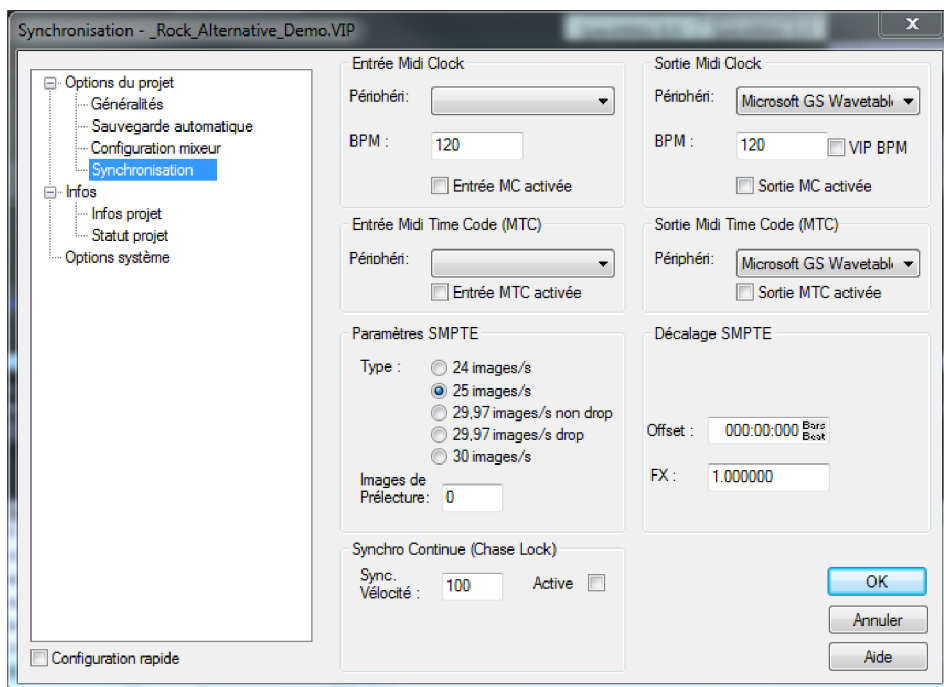 Synchronisation - _Rock_Alternative_Demo.VIP
X
Options du projet
Généralités
Sauvegarde automatique
Configuration mixeur
Synchronisation
Infos
Infos projet
Statut projet
Options système
Configuration rapide
Entrée Midi Clock
Périphéri:
BPM : 120
Entrée MC activée
Sortie Midi Clock
Périphéri: Microsoft GS Wavetabl
BPM : 120 VIP BPM
Sortie MC activée
Entrée Midi Time Code (MTC)
Périphéri:
Entrée MTC activée
Sortie Midi Time Code (MTC)
Périphéri: Microsoft GS Wavetabl
Sortie MTC activée
Paramètres SMPTE
Type : 24 images/s
25 images/s
29,97 images/s non drop
29,97 images/s drop
30 images/s
Images de
Prélecture: 0
Décalage SMPTE
Offset : 000:00:000 Bars
Beat
FX : 1.000000
Synchro Continue (Chase Lock)
Sync.
Vélocité : 100 Active
OK
Annuler
Aide